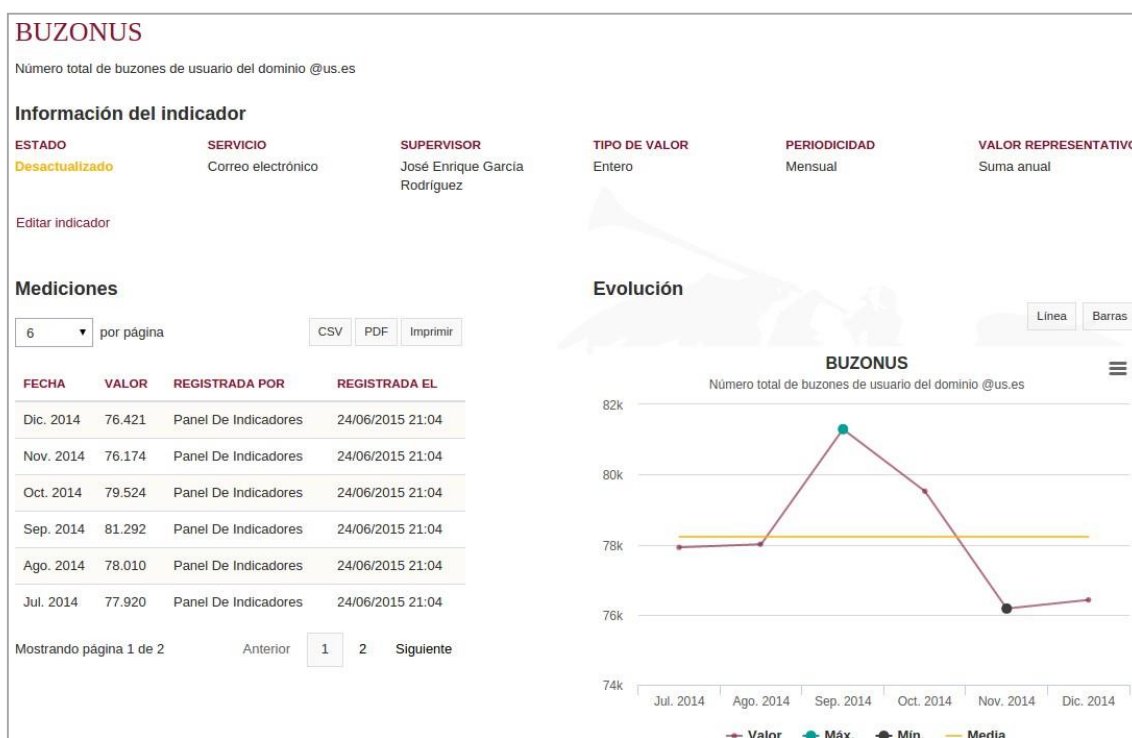 BUZONUS
Número total de buzones de usuario del dominio @us.es
Información del indicador
ESTADO SERVICIO SUPERVISOR TIPO DE VALOR PERIODICIDAD VALOR REPRESENTATIVO
Desactualizado Correo electrónico José Enrique García Entero Mensual Suma anual
Rodríguez
Editar indicador
Mediciones
6 por página CSV PDF Imprimir
FECHA VALOR REGISTRADA POR REGISTRADA EL
Dic. 2014 76.421 Panel De Indicadores 24/06/2015 21:04
Nov. 2014 76.174 Panel De Indicadores 24/06/2015 21:04
Oct. 2014 79.524 Panel De Indicadores 24/06/2015 21:04
Sep. 2014 81.292 Panel De Indicadores 24/06/2015 21:04
Ago. 2014 78.010 Panel De Indicadores 24/06/2015 21:04
Jul. 2014 77.920 Panel De Indicadores 24/06/2015 21:04
Mostrando página 1 de 2 Anterior 1 2 Siguiente
Evolución
Línea Barras
BUZONUS
Número total de buzones de usuario del dominio @us.es
82k
80k
78k
76k
74k
Jul. 2014 Ago. 2014 Sep. 2014 Oct. 2014 Nov. 2014 Dic. 2014
Valor Máx. Mín. Media